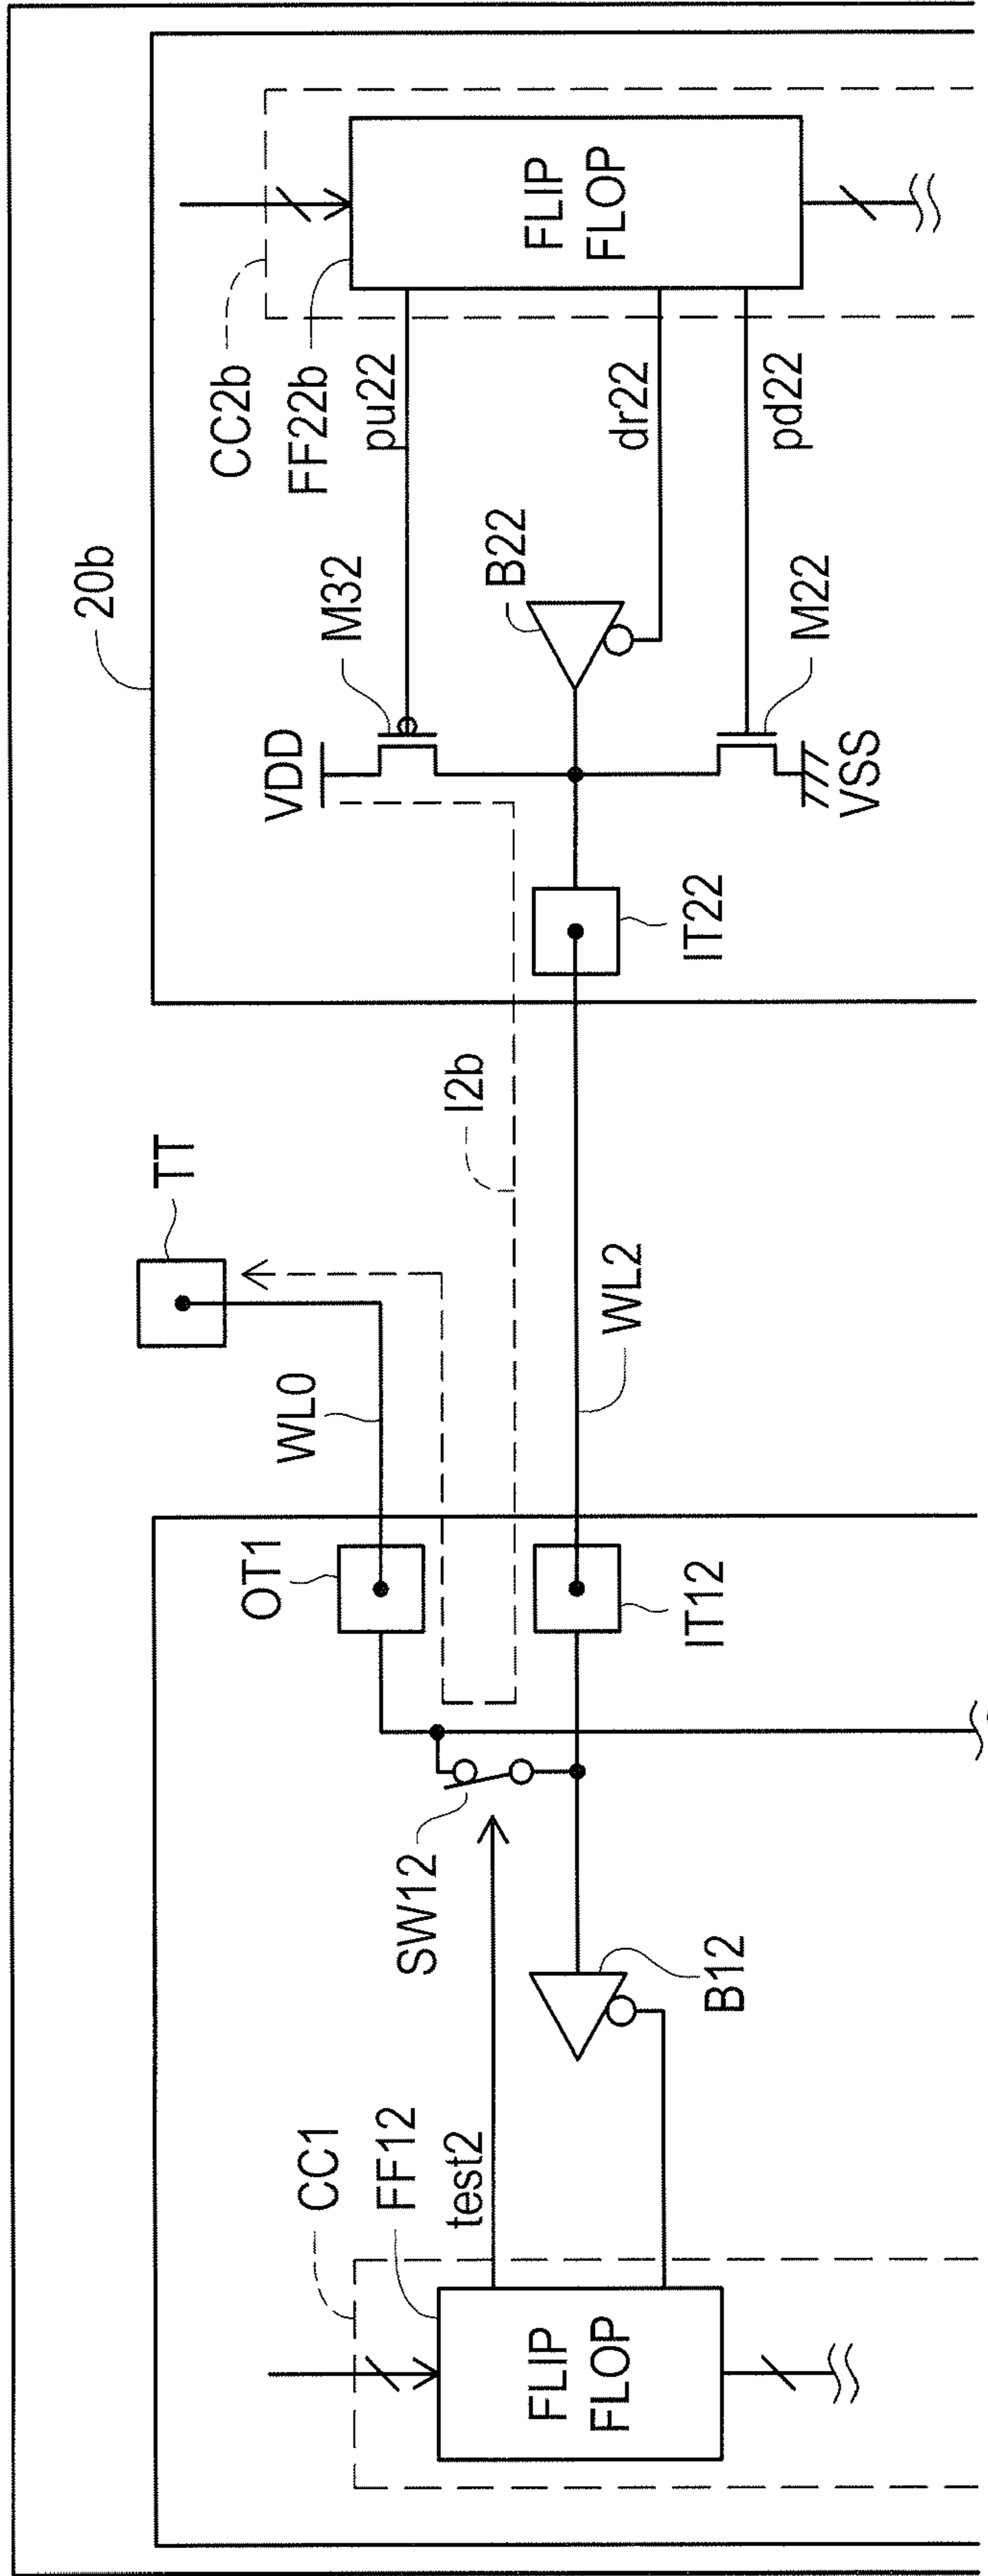 20b
CC2b
FF22b
pu22
FLIP
FLOP
dr22
pd22
M32
VDD
B22
M22
VSS
IT22
I2b
TT
WL0
WL2
OT1
IT12
SW12
B12
CC1
FF12
test2
FLIP
FLOP